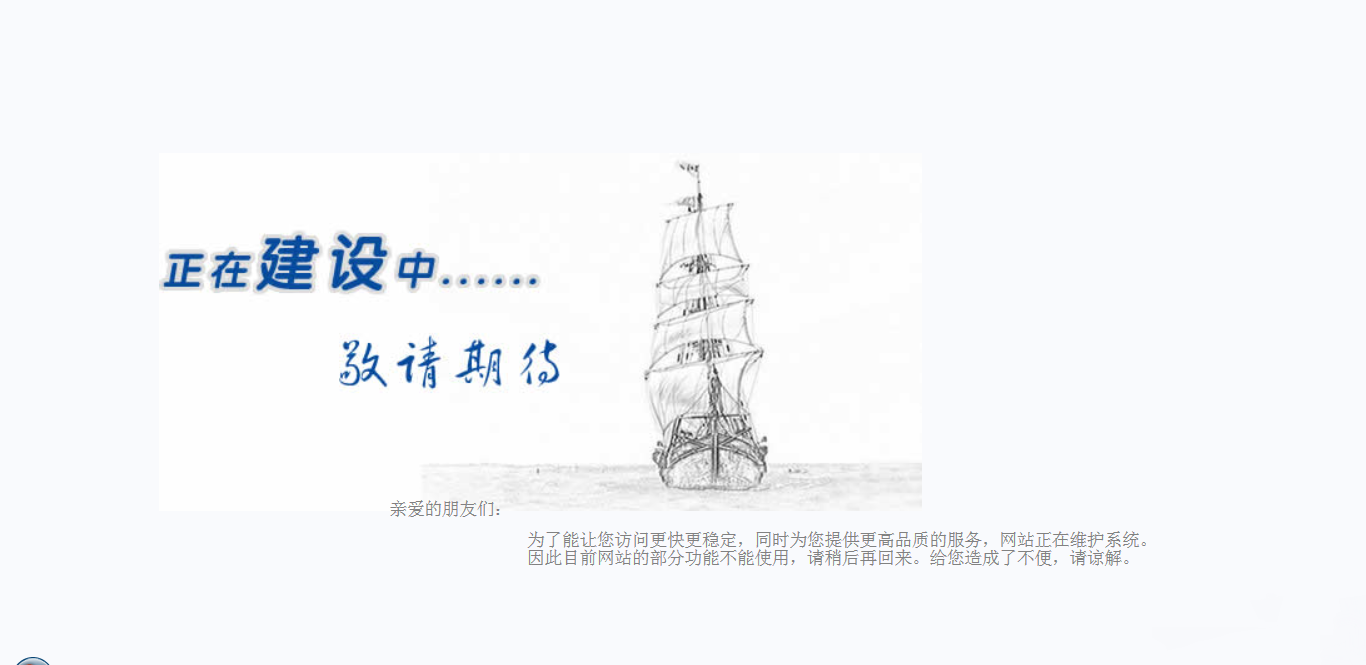 正在建设中......
敬请期待
亲爱的朋友们：
为了能让您访问更快更稳定，同时为您提供更高品质的服务，网站正在维护系统。
因此目前网站的部分功能不能使用，请稍后再回来。给您造成了不便，请谅解。